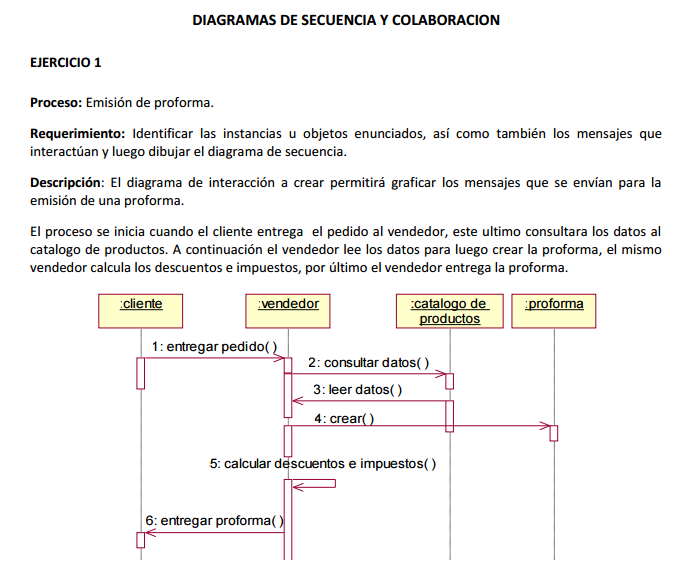 DIAGRAMAS DE SECUENCIA Y COLABORACION
EJERCICIO 1
Proceso: Emisión de proforma.
Requerimiento: Identificar las instancias u objetos enunciados, así como también los mensajes que
interactúan y luego dibujar el diagrama de secuencia.
Descripción: El diagrama de interacción a crear permitirá graficar los mensajes que se envían para la
emisión de una proforma.
El proceso se inicia cuando el cliente entrega el pedido al vendedor, este ultimo consultara los datos al
catalogo de productos. A continuación el vendedor lee los datos para luego crear la proforma, el mismo
vendedor calcula los descuentos e impuestos, por último el vendedor entrega la proforma.
:cliente
:vendedor
:catalogo de
productos
:proforma
1: entregar pedido( )
2: consultar datos( )
3: leer datos( )
4: crear( )
5: calcular descuentos e impuestos( )
6: entregar proforma( )